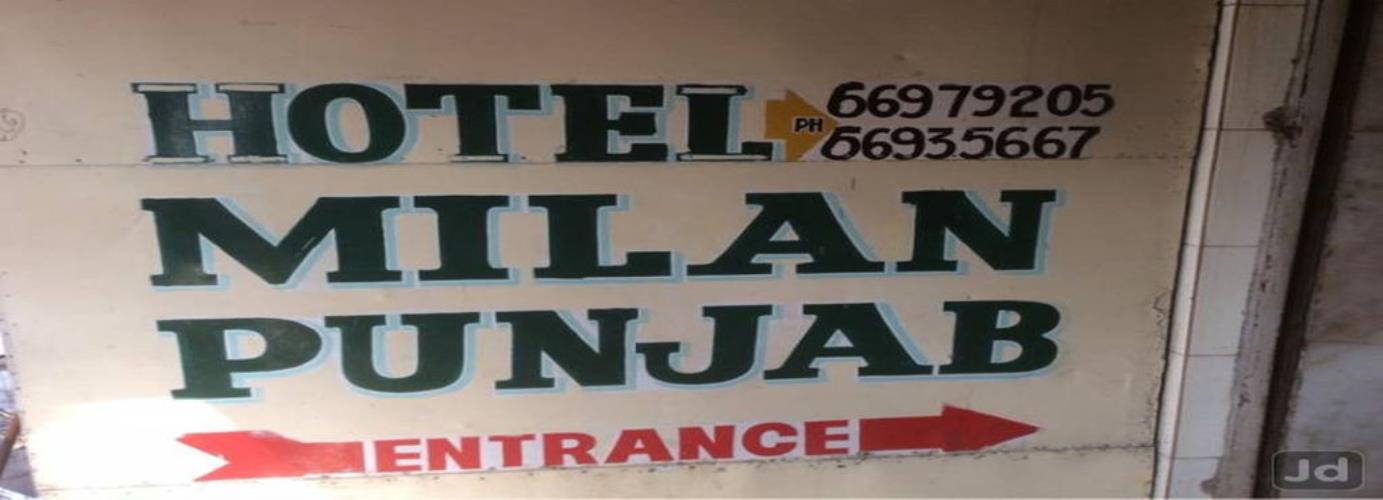 HOTEL PH 66979205
66935667
MILAN
PUNJAB
ENTRANCE
Jd